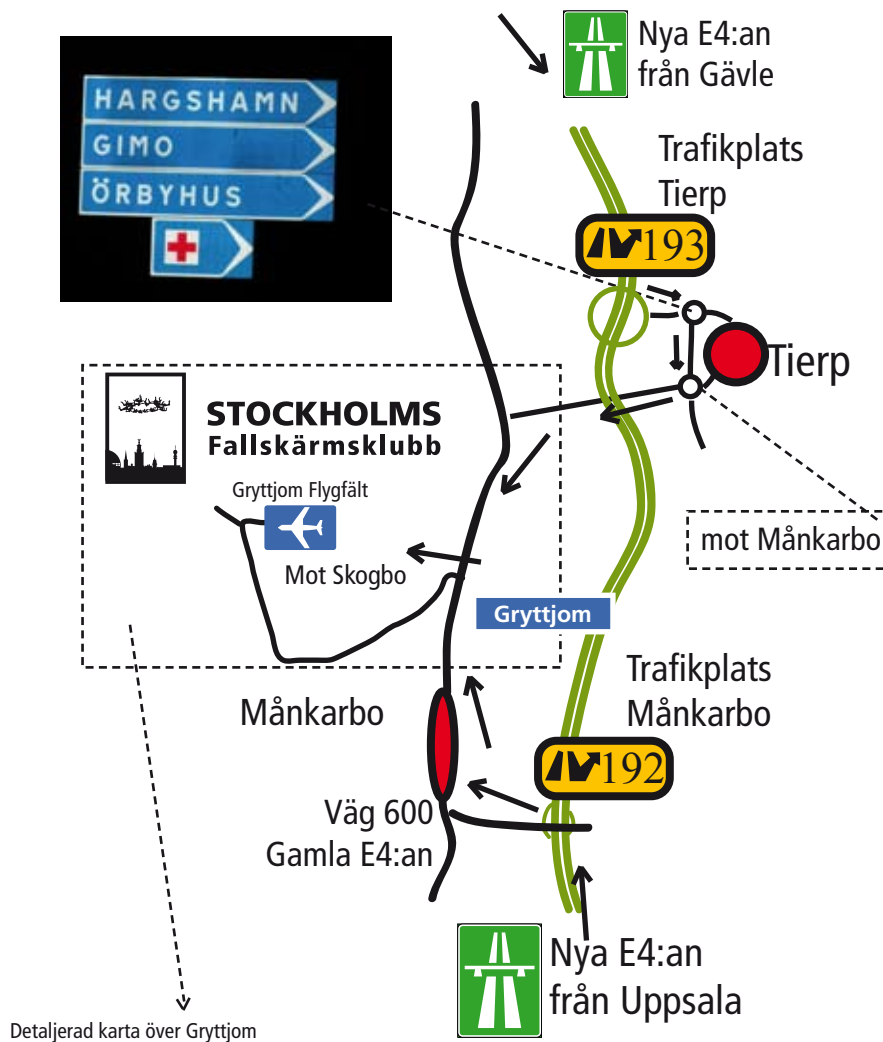 Nya E4:an
från Gävle
HARGSHAMN
GIMO
ÖRBYHUS
Trafikplats
Tierp
193
Tierp
STOCKHOLMS
Fallskärmsklubb
Gryttjom Flygfält
mot Månkarbo
Mot Skogbo
Gryttjom
Trafikplats
Månkarbo
Månkarbo
192
Väg 600
Gamla E4:an
Nya E4:an
från Uppsala
Detaljerad karta över Gryttjom